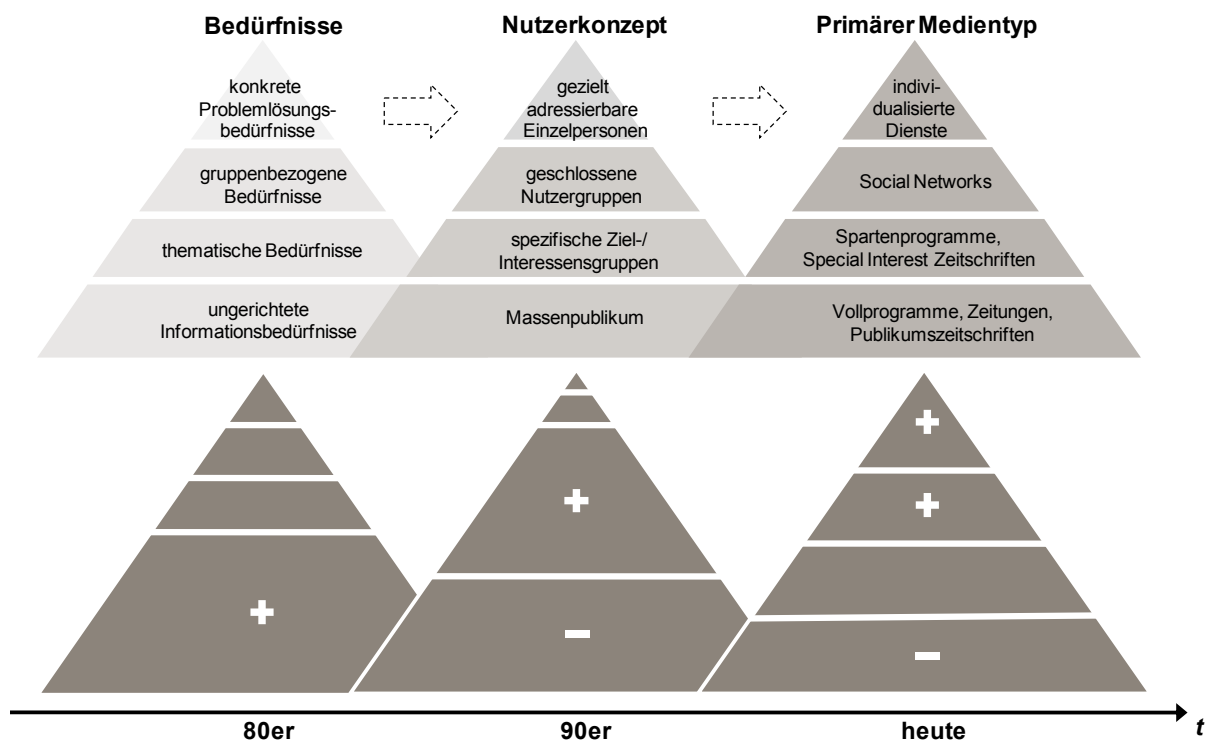 Bedürfnisse
konkrete
Problemlösungs-
bedürfnisse
gruppenbezogene
Bedürfnisse
thematische Bedürfnisse
ungerichtete
Informationsbedürfnisse
Nutzerkonzept
gezielt
adressierbare
Einzelpersonen
geschlossene
Nutzergruppen
spezifische Ziel-/
Interessensgruppen
Massenpublikum
Primärer Medientyp
indivi-
dualisierte
Dienste
Social Networks
Spartenprogramme,
Special Interest Zeitschriften
Vollprogramme, Zeitungen,
Publikumszeitschriften
+
+
−
+
+
−
80er
90er
heute
t